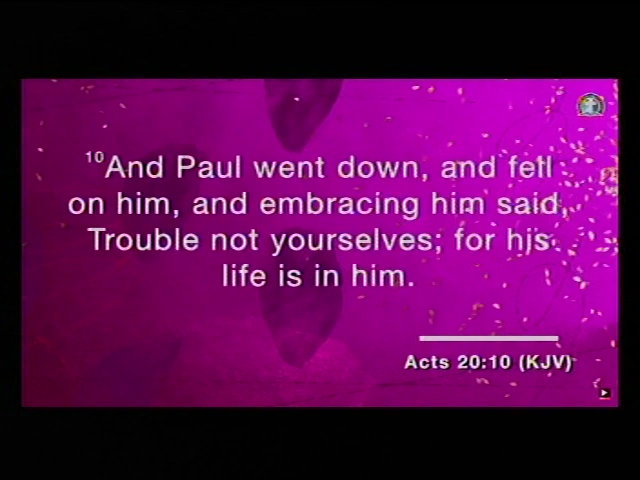 10And Paul went down, and fell
on him, and embracing him said,
Trouble not yourselves; for his
life is in him.
Acts 20:10 (KJV)